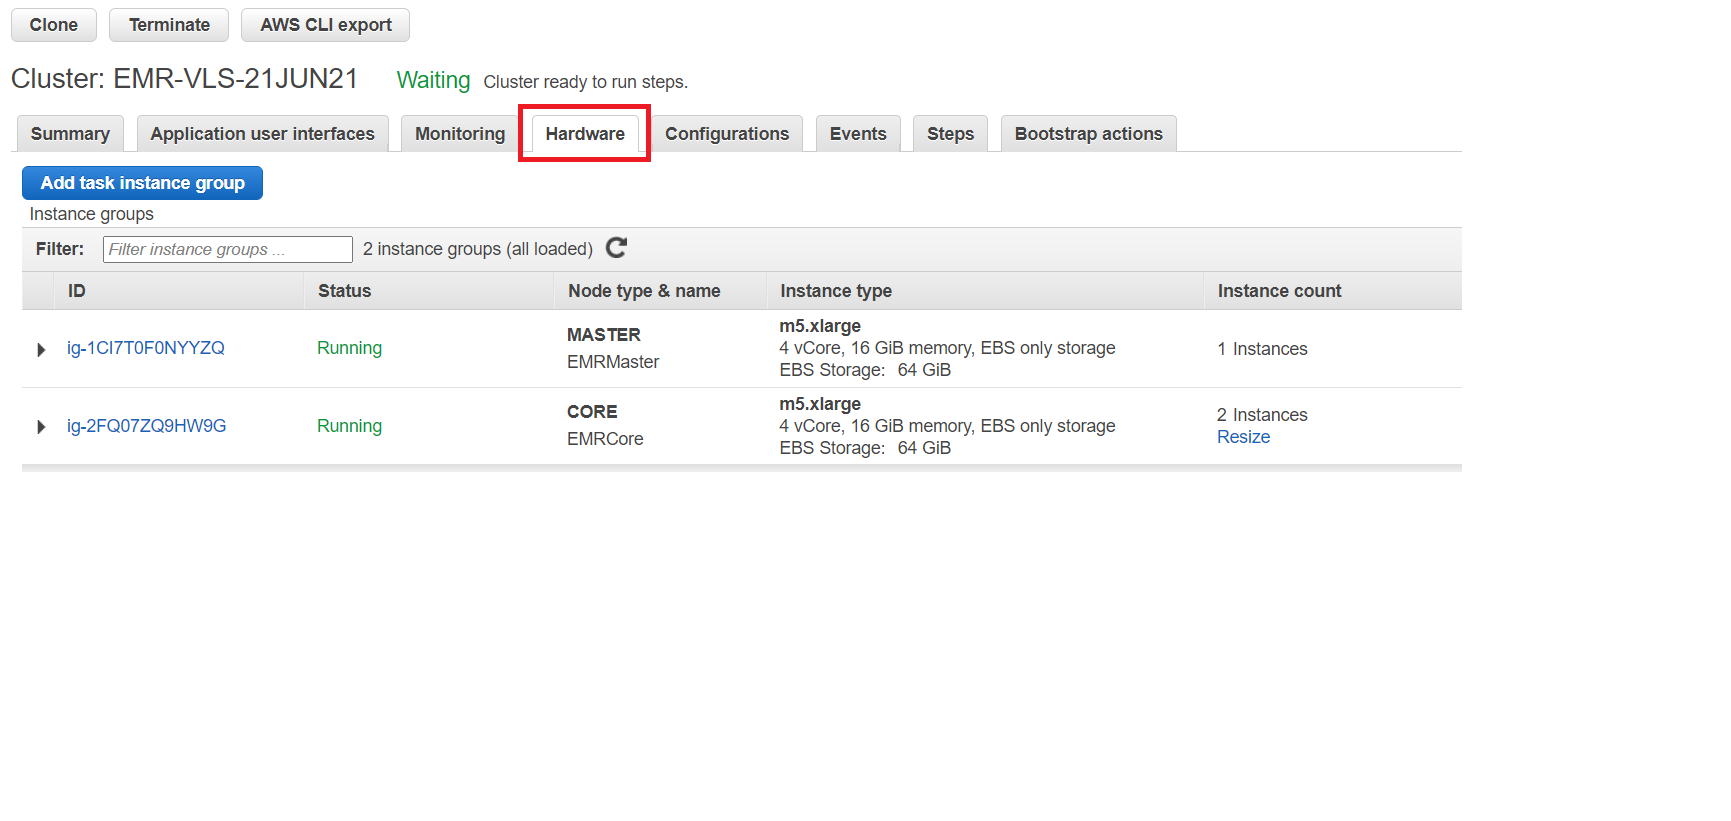 Clone Terminate AWS CLI export
Cluster: EMR-VLS-21JUN21 Waiting Cluster ready to run steps.
Summary Application user interfaces Monitoring Hardware Configurations Events Steps Bootstrap actions
Add task instance group
Instance groups
Filter: Filter instance groups ... 2 instance groups (all loaded)
ID Status Node type & name Instance type Instance count
ig-1CI7T0F0NYYZQ Running MASTER
EMRMaster
m5.xlarge
4 vCore, 16 GiB memory, EBS only storage
EBS Storage: 64 GiB
1 Instances
ig-2FQ07ZQ9HW9G Running CORE
EMRCore
m5.xlarge
4 vCore, 16 GiB memory, EBS only storage
EBS Storage: 64 GiB
2 Instances
Resize